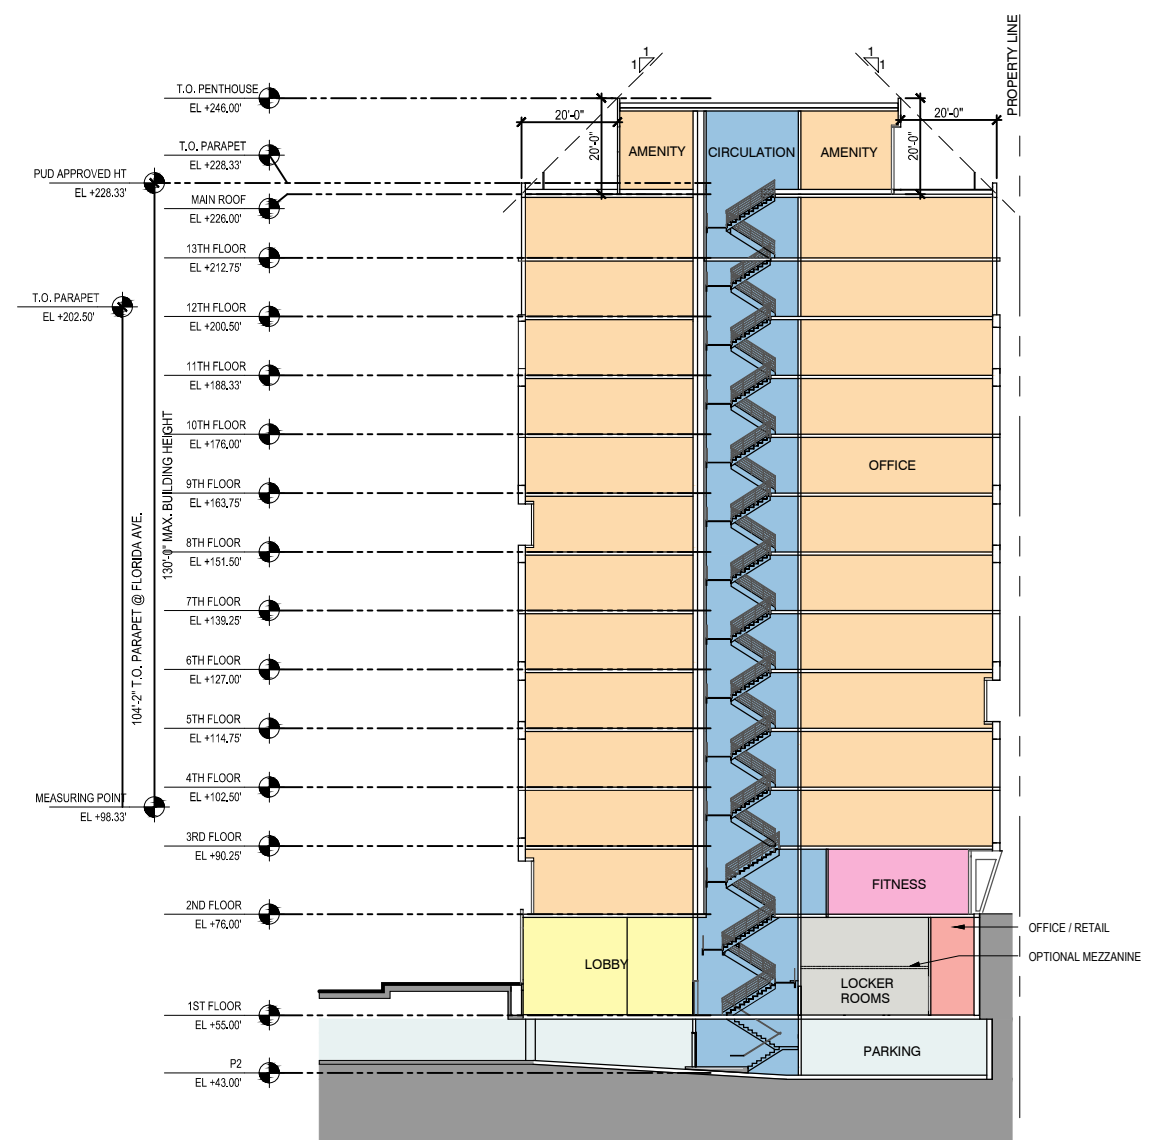 PROPERTY LINE
1
1
1
1
T.O. PENTHOUSE
EL +246.00'
20'-0"
20'-0"
20'-0"
20'-0"
T.O. PARAPET
EL +228.33'
AMENITY
CIRCULATION
AMENITY
PUD APPROVED HT
EL +228.33'
MAIN ROOF
EL +226.00'
13TH FLOOR
EL +212.75'
T.O. PARAPET
EL +202.50'
12TH FLOOR
EL +200.50'
11TH FLOOR
EL +188.33'
10TH FLOOR
EL +176.00'
OFFICE
9TH FLOOR
EL +163.75'
8TH FLOOR
EL +151.50'
104'-2" T.O. PARAPET @ FLORIDA AVE.
130'-0" MAX. BUILDING HEIGHT
7TH FLOOR
EL +139.25'
6TH FLOOR
EL +127.00'
5TH FLOOR
EL +114.75'
4TH FLOOR
EL +102.50'
MEASURING POINT
EL +98.33'
3RD FLOOR
EL +90.25'
FITNESS
2ND FLOOR
EL +76.00'
OFFICE / RETAIL
OPTIONAL MEZZANINE
LOBBY
LOCKER
ROOMS
1ST FLOOR
EL +55.00'
PARKING
P2
EL +43.00'